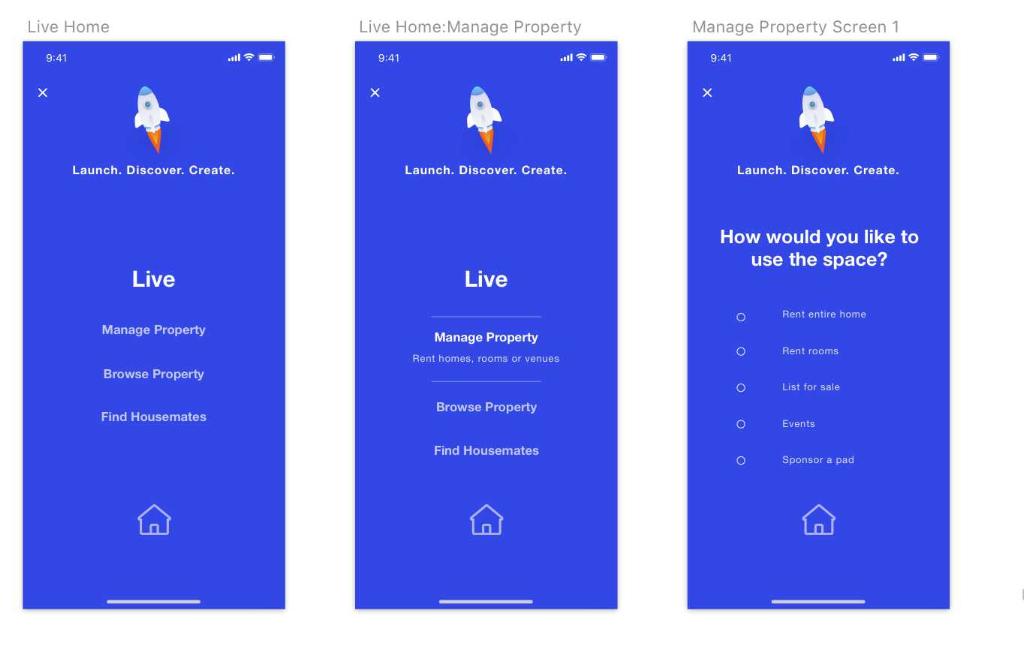 Live Home
9:41
Launch. Discover. Create.
Live
Manage Property
Browse Property
Find Housemates
Live Home:Manage Property
9:41
Launch. Discover. Create.
Live
Manage Property
Rent homes, rooms or venues
Browse Property
Find Housemates
Manage Property Screen 1
9:41
Launch. Discover. Create.
How would you like to
use the space?
Rent entire home
Rent rooms
List for sale
Events
Sponsor a pad